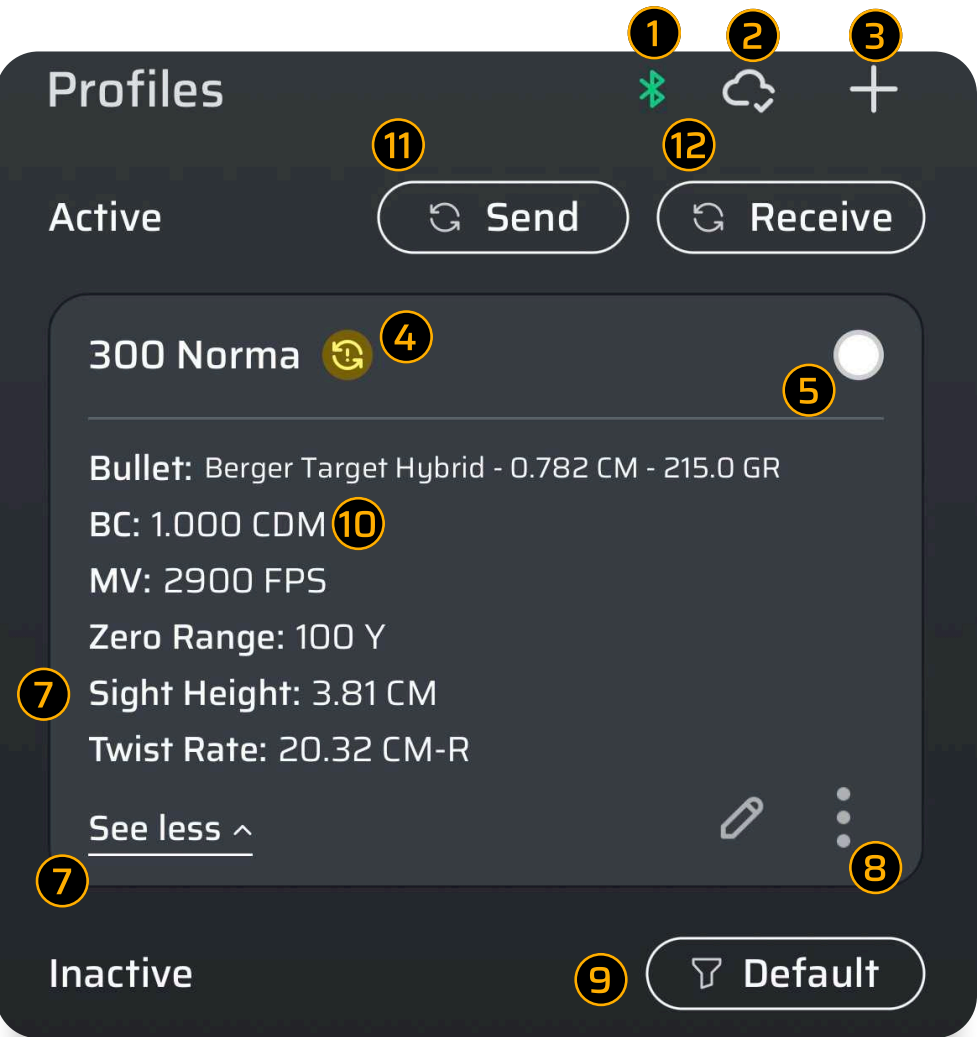 1 2 3
Profiles
11 12
Active Send Receive
300 Norma 4
5
Bullet: Berger Target Hybrid - 0.782 CM - 215.0 GR
BC: 1.000 CDM 10
MV: 2900 FPS
Zero Range: 100 Y
7 Sight Height: 3.81 CM
Twist Rate: 20.32 CM-R
See less
7 8
Inactive 9 Default